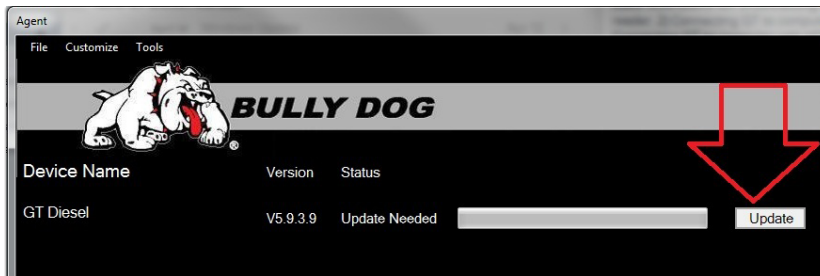 Agent
File Customize Tools
BULLY DOG
®
Device Name Version Status
GT Diesel V5.9.3.9 Update Needed Update